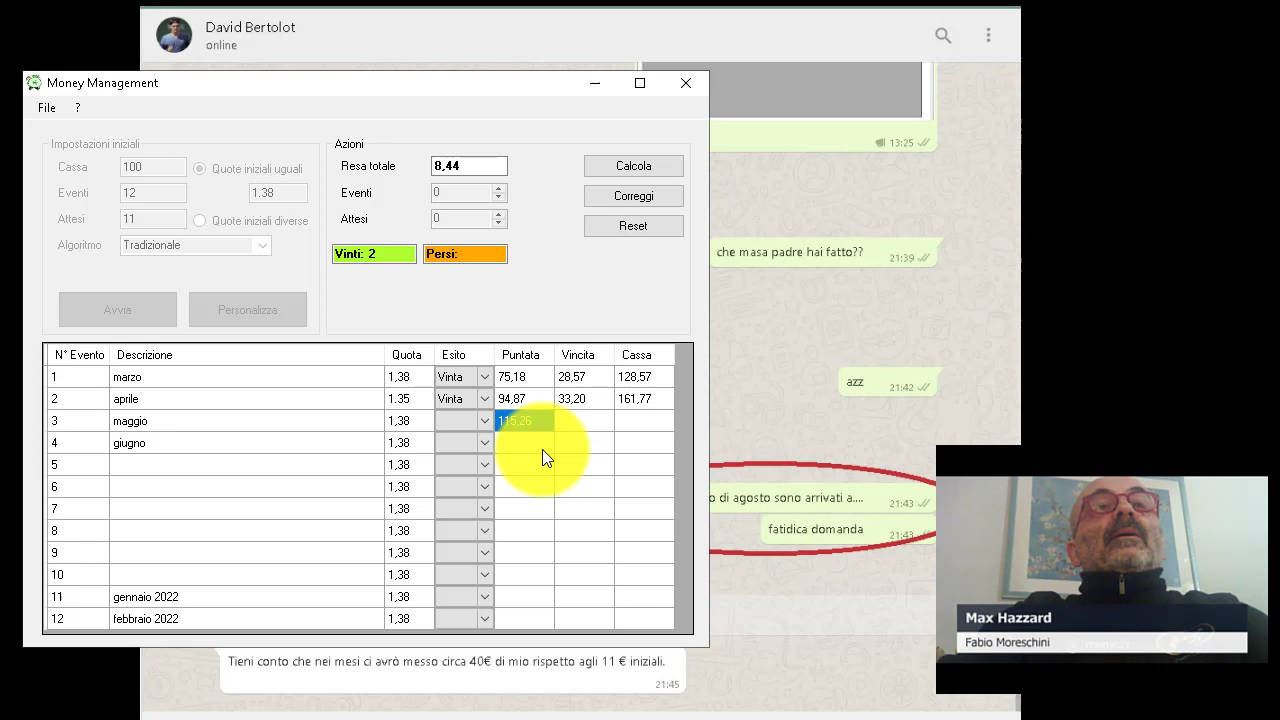 David Bertolot
online
Money Management
File ?
Impostazioni iniziali
Cassa 100 Quote iniziali uguali
Eventi 12 1.38
Attesi 11 Quote iniziali diverse
Algoritmo Tradizionale
Avvia Personalizza
Azioni
Resa totale 8,44 Calcola
Eventi 0 Correggi
Attesi 0 Reset
Vinti: 2 Persi:
N° Evento Descrizione Quota Esito Puntata Vincita Cassa
1 marzo 1,38 Vinta 75,18 28,57 128,57
2 aprile 1,35 Vinta 94,87 33,20 161,77
3 maggio 1,38 115,26
4 giugno 1,38
5 1,38
6 1,38
7 1,38
8 1,38
9 1,38
10 1,38
11 gennaio 2022 1,38
12 febbraio 2022 1,38
13:25
che masa padre hai fatto??
21:39
azz
21:42
o di agosto sono arrivati a....
21:43
fatidica domanda
21:43
Tieni conto che nei mesi ci avrò messo circa 40€ di mio rispetto agli 11 € iniziali.
21:45
Max Hazzard
Fabio Moreschini